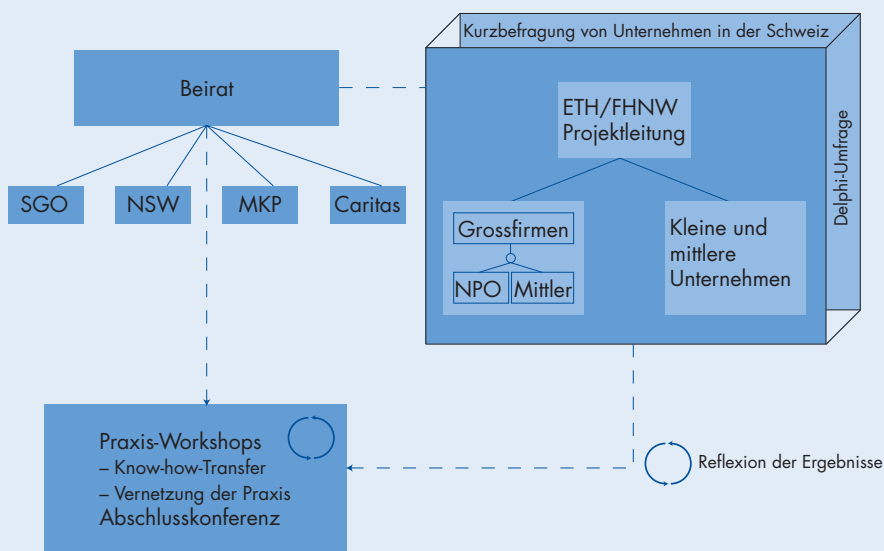 Kurzbefragung von Unternehmen in der Schweiz
Beirat
ETH/FHNW
Projektleitung
Delphi-Umfrage
SGO
NSW
MKP
Caritas
Grossfirmen
NPO
Mittler
Kleine und
mittlere
Unternehmen
Praxis-Workshops
– Know-how-Transfer
– Vernetzung der Praxis
Abschlusskonferenz
Reflexion der Ergebnisse